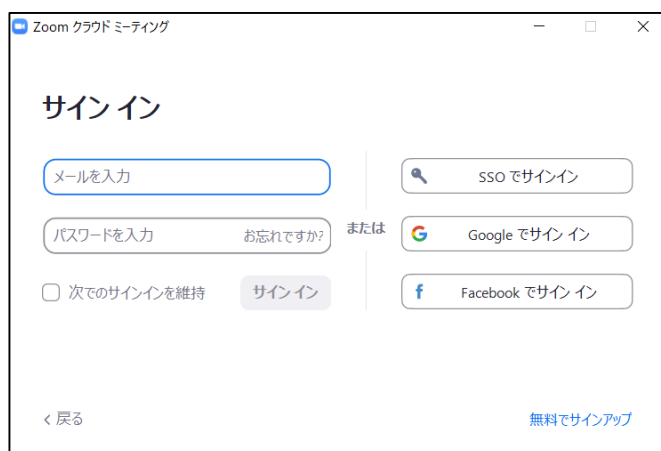 Zoom クラウド ミーティング
サイン イン
メールを入力
パスワードを入力 お忘れですか?
次でのサインインを維持 サイン イン
または
SSO でサインイン
Google でサイン イン
Facebook でサイン イン
< 戻る
無料でサインアップ